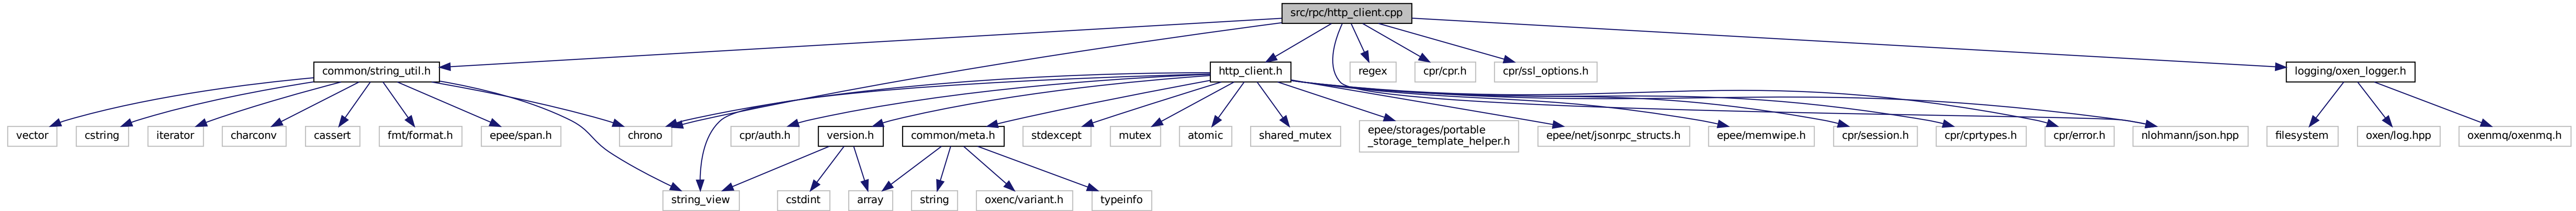 src/rpc/http_client.cpp
common/string_util.h
http_client.h
regex
cpr/cpr.h
cpr/ssl_options.h
logging/oxen_logger.h
vector
cstring
iterator
charconv
cassert
fmt/format.h
epee/span.h
chrono
cpr/auth.h
version.h
common/meta.h
stdexcept
mutex
atomic
shared_mutex
epee/storages/portable
_storage_template_helper.h
epee/net/jsonrpc_structs.h
epee/memwipe.h
cpr/session.h
cpr/cprtypes.h
cpr/error.h
nlohmann/json.hpp
filesystem
oxen/log.hpp
oxenmq/oxenmq.h
string_view
cstdint
array
string
oxenc/variant.h
typeinfo